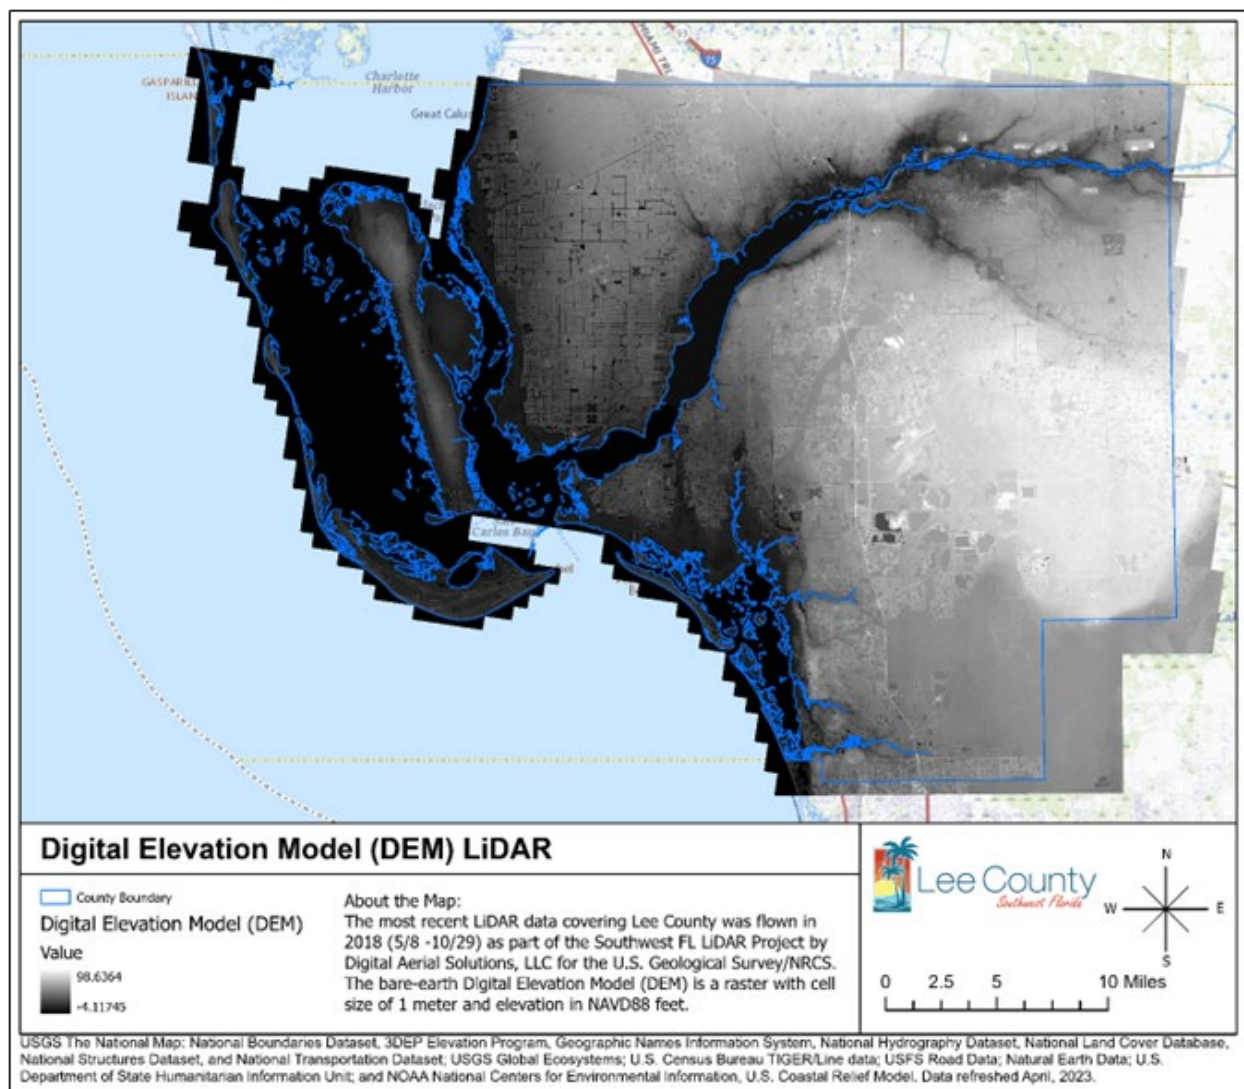 MIAMI TRL
75
GASPARILLA
ISLAND
Charlotte
Harbor
Carlos Bay
Digital Elevation Model (DEM) LiDAR
County Boundary
Digital Elevation Model (DEM)
Value
98.6364
-4.11745
About the Map:
The most recent LiDAR data covering Lee County was flown in
2018 (5/8 -10/29) as part of the Southwest FL LiDAR Project by
Digital Aerial Solutions, LLC for the U.S. Geological Survey/NRCS.
The bare-earth Digital Elevation Model (DEM) is a raster with cell
size of 1 meter and elevation in NAVD88 feet.
Lee County
Southwest Florida
N
W E
S
0 2.5 5 10 Miles
USGS The National Map: National Boundaries Dataset, 3DEP Elevation Program, Geographic Names Information System, National Hydrography Dataset, National Land Cover Database,
National Structures Dataset, and National Transportation Dataset; USGS Global Ecosystems; U.S. Census Bureau TIGER/Line data; USFS Road Data; Natural Earth Data; U.S.
Department of State Humanitarian Information Unit; and NOAA National Centers for Environmental Information, U.S. Coastal Relief Model. Data refreshed April, 2023.